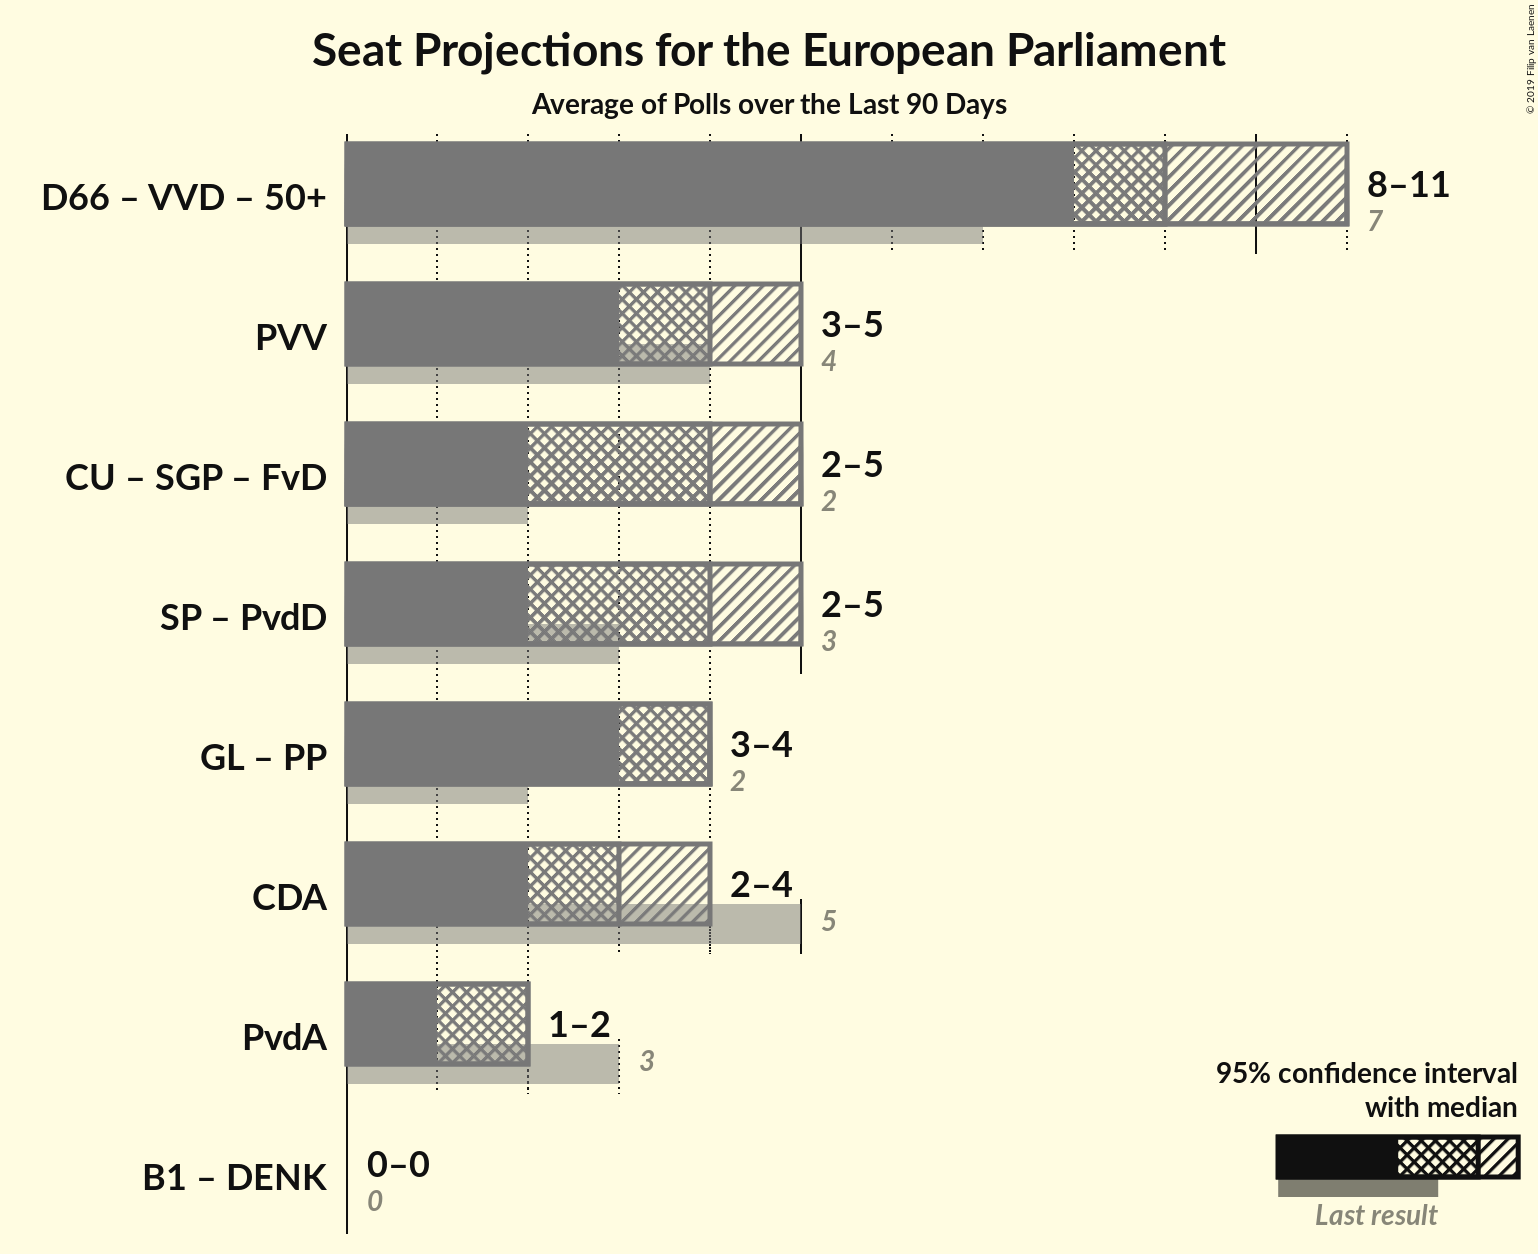 Seat Projections for the European Parliament
Average of Polls over the Last 90 Days
© 2019 Filip van Laenen
D66 – VVD – 50+
8–11
7
PVV
3–5
4
CU – SGP – FvD
2–5
2
SP – PvdD
2–5
3
GL – PP
3–4
2
CDA
2–4
5
PvdA
1–2
3
B1 – DENK
0–0
0
95% confidence interval
with median
Last result